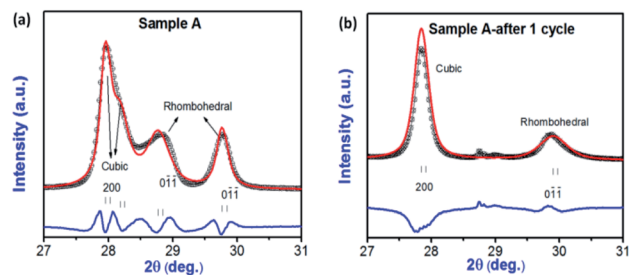 (a)
Sample A
Intensity (a.u.)
Rhombohedral
Cubic
200
01̄1̄
01̄1̄
27 28 29 30 31
2θ (deg.)
(b)
Sample A-after 1 cycle
Intensity (a.u.)
Cubic
Rhombohedral
200
01̄1̄
27 28 29 30 31
2θ (deg.)